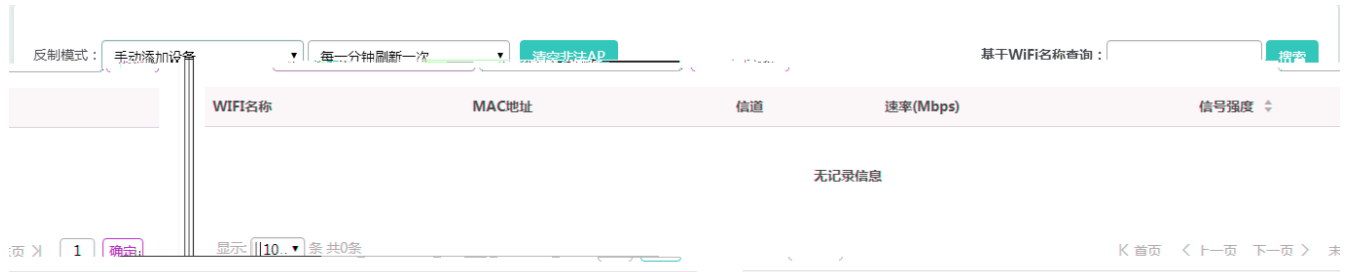 反制模式： 手动添加设备 每一分钟刷新一次 清空非法AP 基于WiFi名称查询： 搜索
WIFI名称 MAC地址 信道 速率(Mbps) 信号强度
无记录信息
页 1 确定 显示: 10.. 条 共0条 首页 上一页 下一页 末